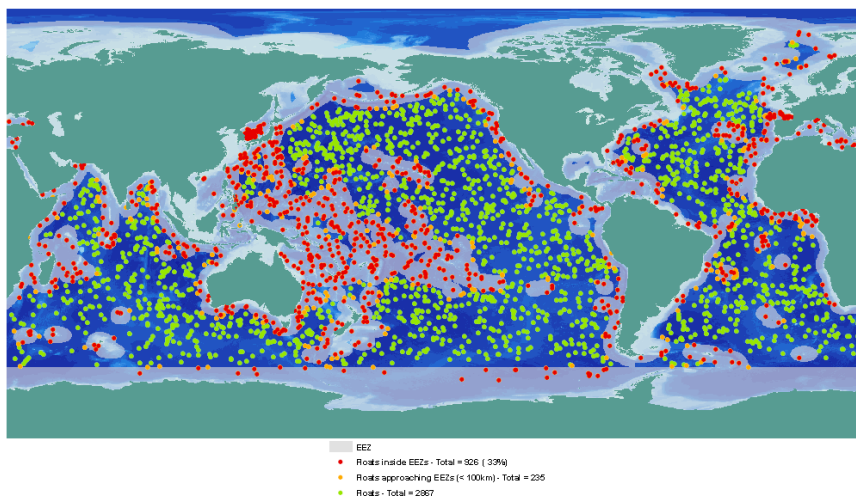 EEZ
Floats inside EEZs - Total = 926 ( 33%)
Floats approaching EEZs (< 100km) - Total = 235
Floats - Total = 2867